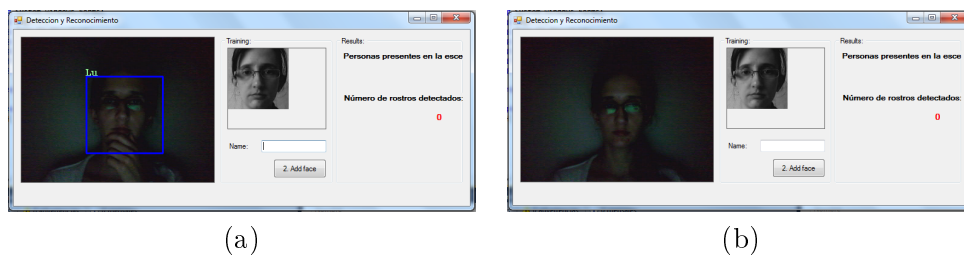 Deteccion y Reconocimiento
Lu
Training:
Name:
2. Add face
Results:
Personas presentes en la esce
Número de rostros detectados:
0
Deteccion y Reconocimiento
Training:
Name:
2. Add face
Results:
Personas presentes en la esce
Número de rostros detectados:
0
(a)
(b)